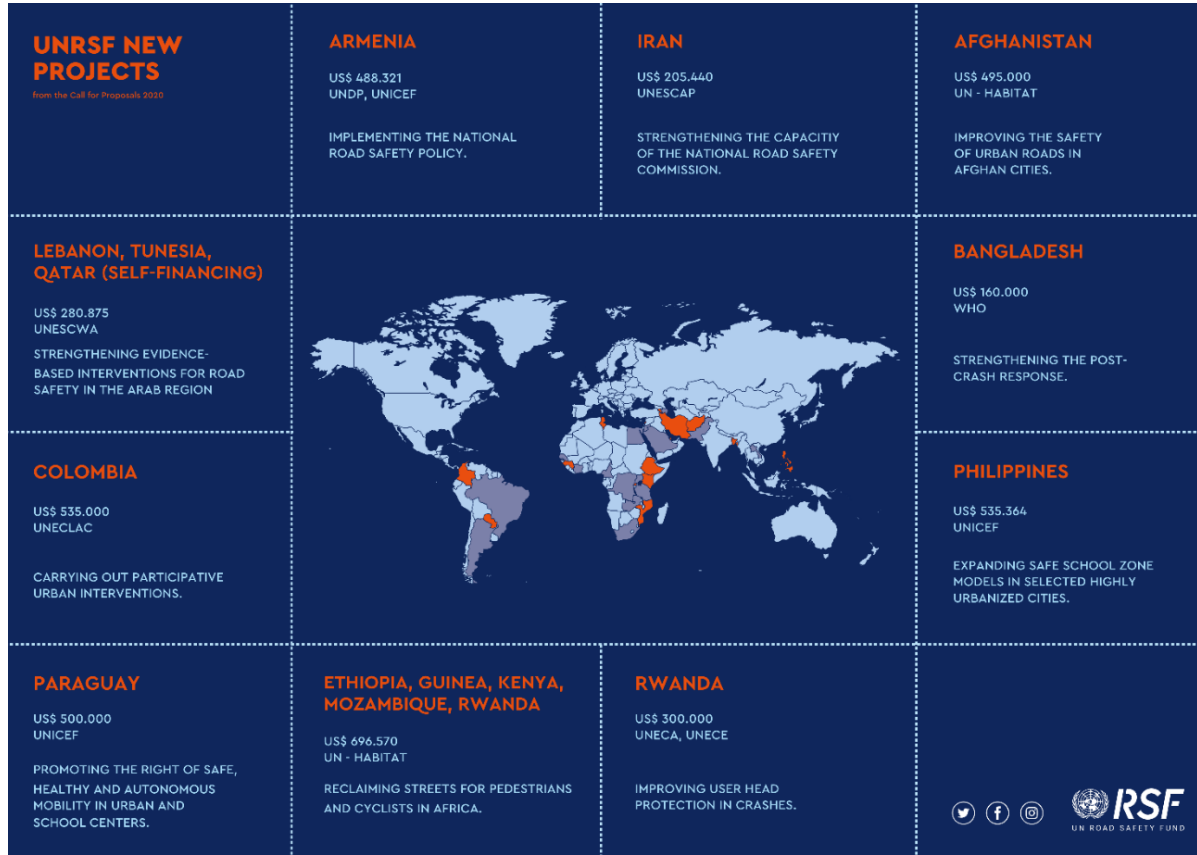 UNRSF NEW
PROJECTS
from the Call for Proposals 2020
ARMENIA
US$ 488.321
UNDP, UNICEF
IMPLEMENTING THE NATIONAL
ROAD SAFETY POLICY.
IRAN
US$ 205.440
UNESCAP
STRENGTHENING THE CAPACITIY
OF THE NATIONAL ROAD SAFETY
COMMISSION.
AFGHANISTAN
US$ 495.000
UN - HABITAT
IMPROVING THE SAFETY
OF URBAN ROADS IN
AFGHAN CITIES.
LEBANON, TUNESIA,
QATAR (SELF-FINANCING)
US$ 280.875
UNESCWA
STRENGTHENING EVIDENCE-
BASED INTERVENTIONS FOR ROAD
SAFETY IN THE ARAB REGION
BANGLADESH
US$ 160.000
WHO
STRENGTHENING THE POST-
CRASH RESPONSE.
COLOMBIA
US$ 535.000
UNECLAC
CARRYING OUT PARTICIPATIVE
URBAN INTERVENTIONS.
PHILIPPINES
US$ 535.364
UNICEF
EXPANDING SAFE SCHOOL ZONE
MODELS IN SELECTED HIGHLY
URBANIZED CITIES.
PARAGUAY
US$ 500.000
UNICEF
PROMOTING THE RIGHT OF SAFE,
HEALTHY AND AUTONOMOUS
MOBILITY IN URBAN AND
SCHOOL CENTERS.
ETHIOPIA, GUINEA, KENYA,
MOZAMBIQUE, RWANDA
US$ 696.570
UN - HABITAT
RECLAIMING STREETS FOR PEDESTRIANS
AND CYCLISTS IN AFRICA.
RWANDA
US$ 300.000
UNECA, UNECE
IMPROVING USER HEAD
PROTECTION IN CRASHES.
RSF
UN ROAD SAFETY FUND